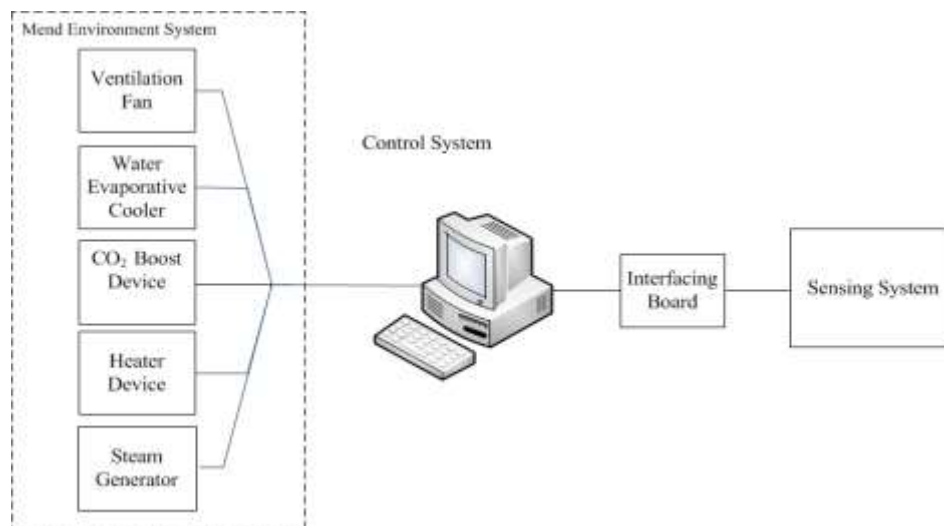 Mend Environment System
Ventilation
Fan
Water
Evaporative
Cooler
CO₂ Boost
Device
Heater
Device
Steam
Generator
Control System
Interfacing
Board
Sensing System